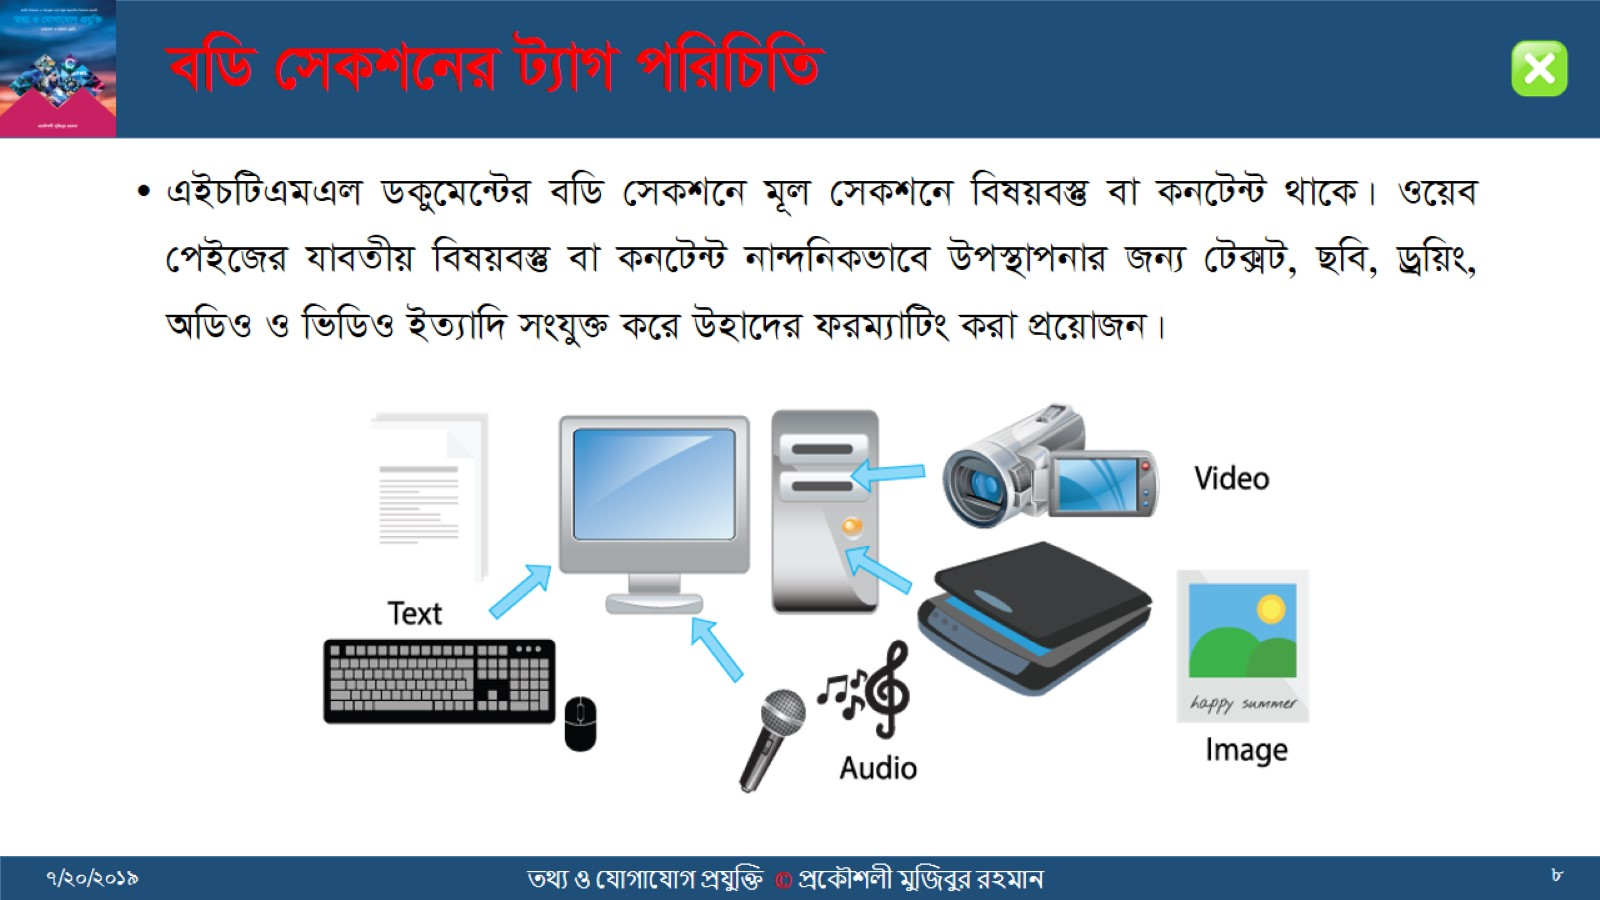 তথ্য ও যোগাযোগ প্রযুক্তি
বডি সেকশনের ট্যাগ পরিচিতি
• এইচটিএমএল ডকুমেন্টের বডি সেকশনে মূল সেকশনে বিষয়বস্তু বা কনটেন্ট থাকে। ওয়েব
পেইজের যাবতীয় বিষয়বস্তু বা কনটেন্ট নান্দনিকভাবে উপস্থাপনার জন্য টেক্সট, ছবি, ড্রয়িং,
অডিও ও ভিডিও ইত্যাদি সংযুক্ত করে উহাদের ফরম্যাটিং করা প্রয়োজন।
Video
Text
happy summer
Image
Audio
৭/২০/২০১৯
তথ্য ও যোগাযোগ প্রযুক্তি © প্রকৌশলী মুজিবুর রহমান
৮